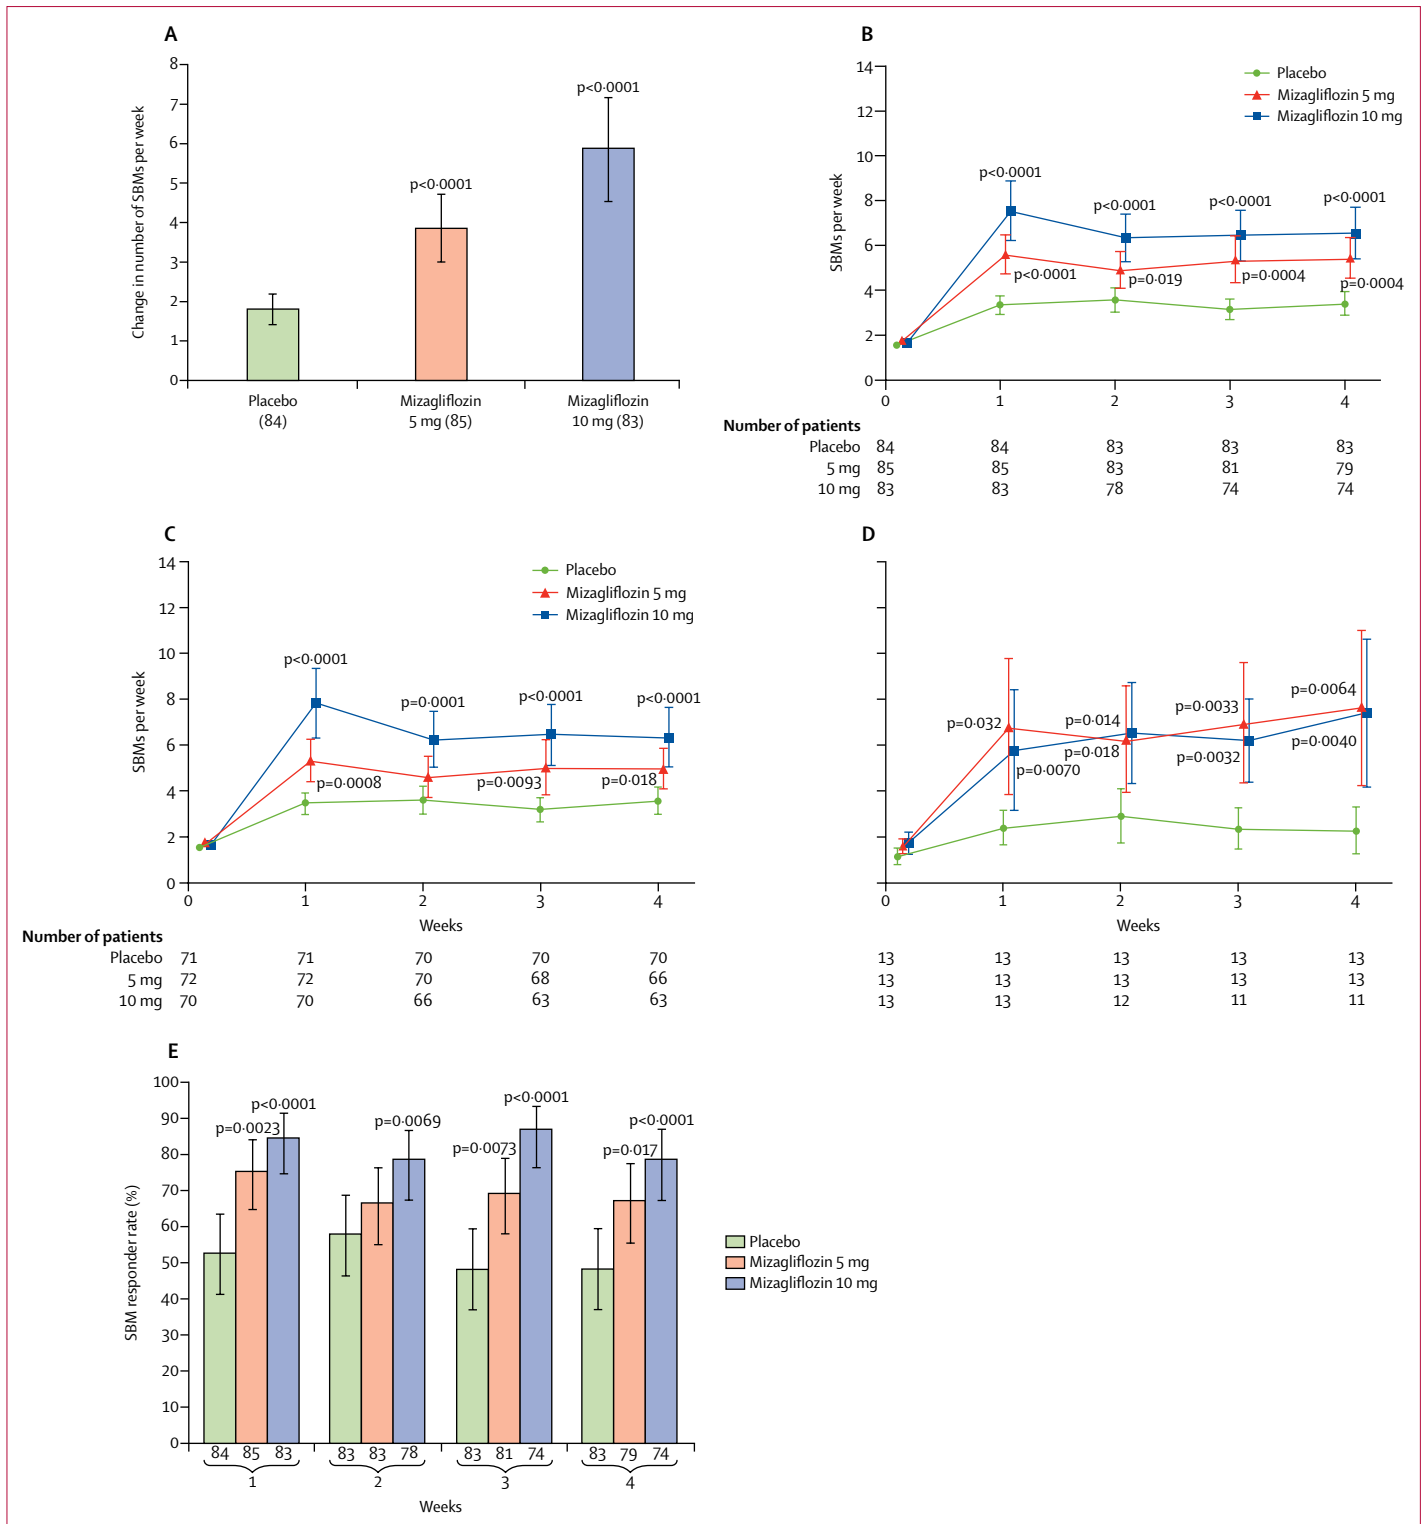 A
8
7
6
5
4
3
2
1
0
Change in number of SBMs per week
p<0·0001
p<0·0001
Placebo
(84)
Mizagliflozin
5 mg (85)
Mizagliflozin
10 mg (83)
B
14
12
10
8
6
4
2
0
SBMs per week
Placebo
Mizagliflozin 5 mg
Mizagliflozin 10 mg
p<0·0001
p<0·0001
p<0·0001
p<0·0001
p<0·0001
p=0·019
p=0·0004
p=0·0004
0 1 2 3 4
Number of patients
Placebo 84 84 83 83 83
5 mg 85 85 83 81 79
10 mg 83 83 78 74 74
C
14
12
10
8
6
4
2
0
SBMs per week
Placebo
Mizagliflozin 5 mg
Mizagliflozin 10 mg
p<0·0001
p=0·0001
p<0·0001
p<0·0001
p=0·0008
p=0·0093
p=0·018
0 1 2 3 4
Weeks
Number of patients
Placebo 71 71 70 70 70
5 mg 72 72 70 68 66
10 mg 70 70 66 63 63
D
p=0·032
p=0·014
p=0·0033
p=0·0064
p=0·0070
p=0·018
p=0·0032
p=0·0040
0 1 2 3 4
Weeks
13 13 13 13 13
13 13 13 13 13
13 13 12 11 11
E
100
90
80
70
60
50
40
30
20
10
0
SBM responder rate (%)
p=0·0023
p<0·0001
p=0·0069
p=0·0073
p<0·0001
p=0·017
p<0·0001
Placebo
Mizagliflozin 5 mg
Mizagliflozin 10 mg
84 85 83 83 83 78 83 81 74 83 79 74
1 2 3 4
Weeks